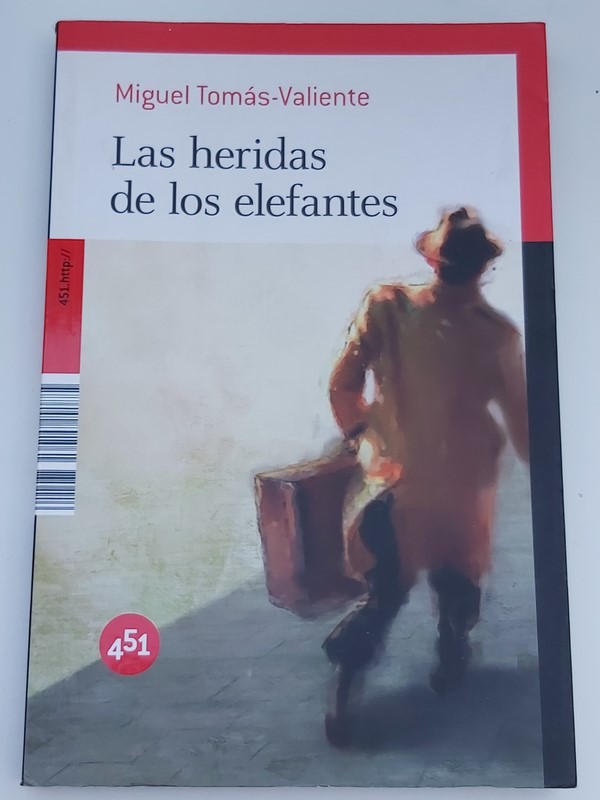 Miguel Tomás-Valiente
Las heridas
de los elefantes
451.http://
451